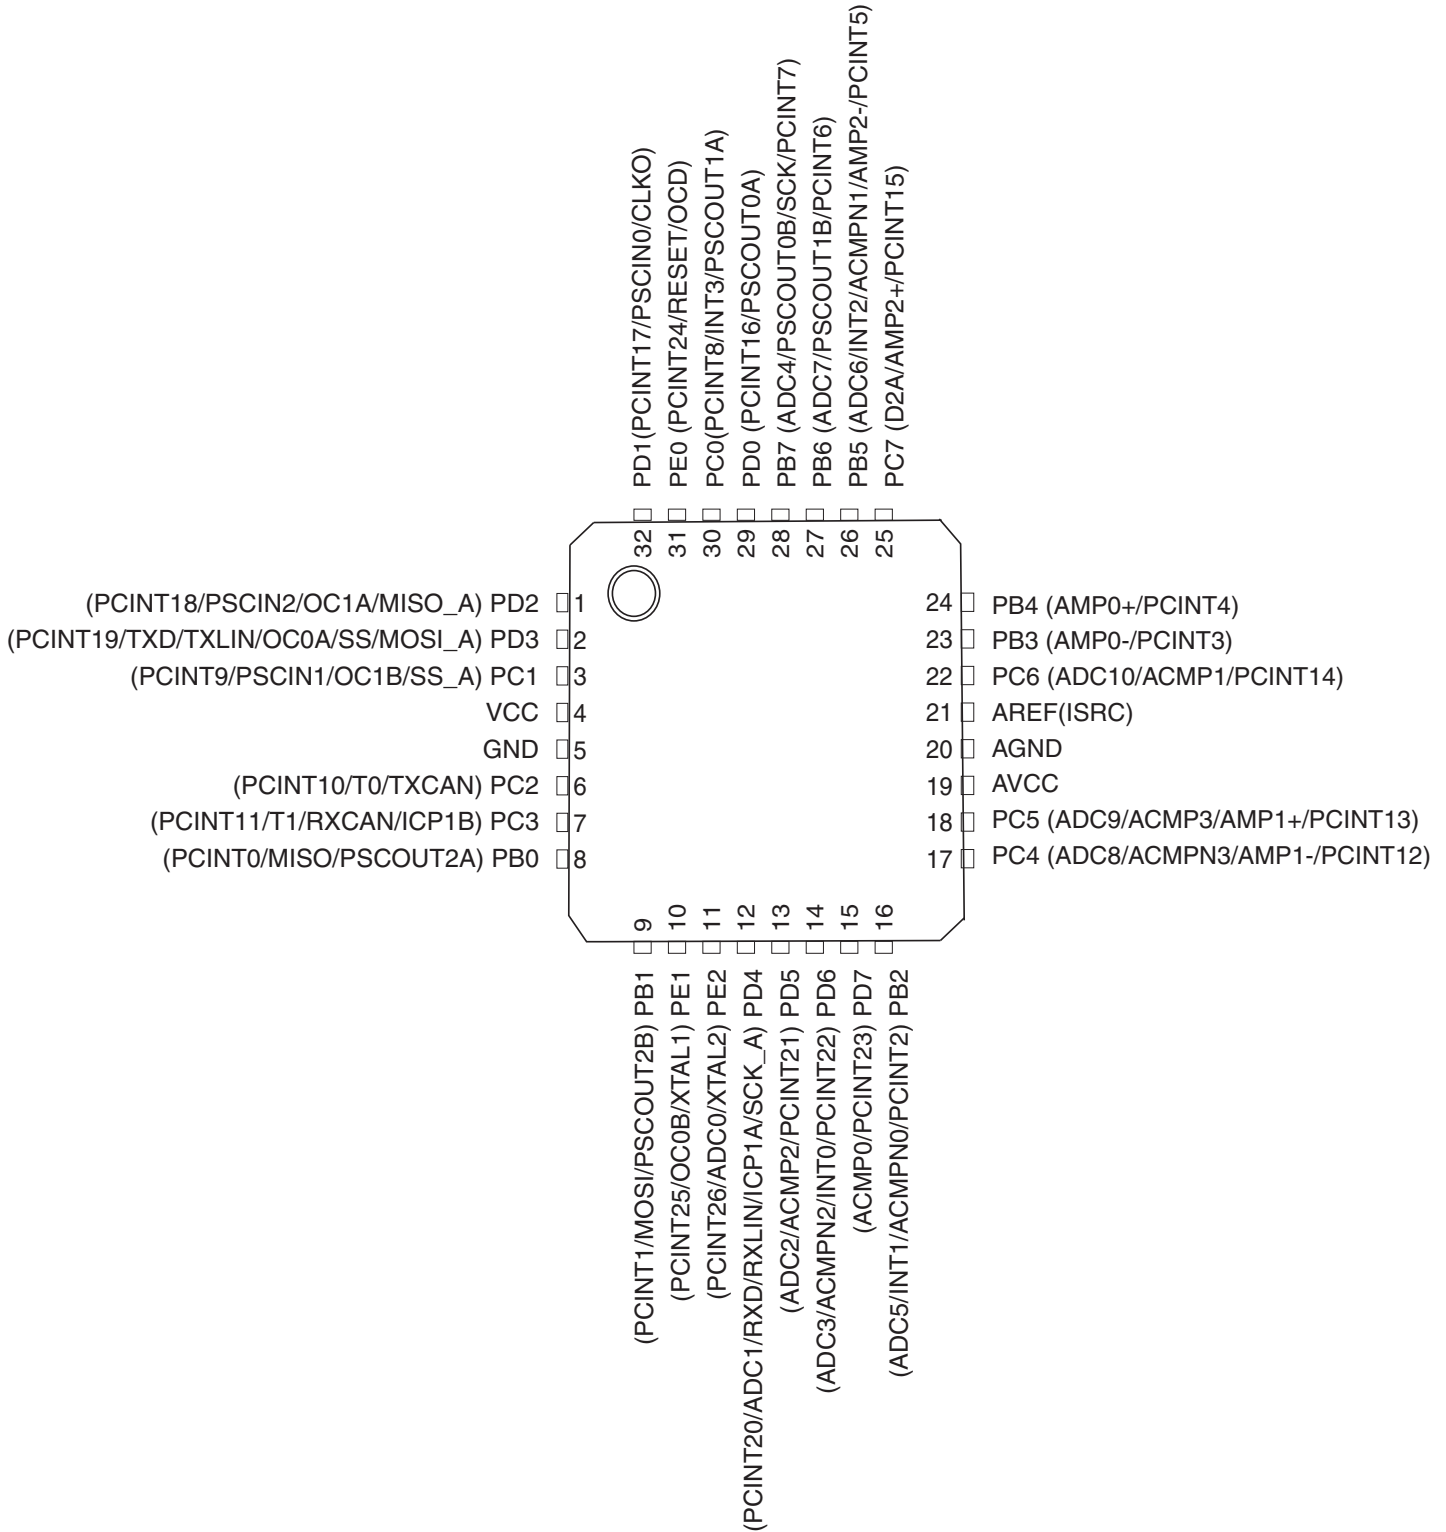 PD1(PCINT17/PSCIN0/CLKO)
PE0 (PCINT24/RESET/OCD)
PC0(PCINT8/INT3/PSCOUT1A)
PD0 (PCINT16/PSCOUT0A)
PB7 (ADC4/PSCOUT0B/SCK/PCINT7)
PB6 (ADC7/PSCOUT1B/PCINT6)
PB5 (ADC6/INT2/ACMPN1/AMP2-/PCINT5)
PC7 (D2A/AMP2+/PCINT15)
32
31
30
29
28
27
26
25
(PCINT18/PSCIN2/OC1A/MISO_A) PD2 1
(PCINT19/TXD/TXLIN/OC0A/SS/MOSI_A) PD3 2
(PCINT9/PSCIN1/OC1B/SS_A) PC1 3
VCC 4
GND 5
(PCINT10/T0/TXCAN) PC2 6
(PCINT11/T1/RXCAN/ICP1B) PC3 7
(PCINT0/MISO/PSCOUT2A) PB0 8
24 PB4 (AMP0+/PCINT4)
23 PB3 (AMP0-/PCINT3)
22 PC6 (ADC10/ACMP1/PCINT14)
21 AREF(ISRC)
20 AGND
19 AVCC
18 PC5 (ADC9/ACMP3/AMP1+/PCINT13)
17 PC4 (ADC8/ACMPN3/AMP1-/PCINT12)
9
10
11
12
13
14
15
16
(PCINT1/MOSI/PSCOUT2B) PB1
(PCINT25/OC0B/XTAL1) PE1
(PCINT26/ADC0/XTAL2) PE2
(PCINT20/ADC1/RXD/RXLIN/ICP1A/SCK_A) PD4
(ADC2/ACMP2/PCINT21) PD5
(ADC3/ACMPN2/INT0/PCINT22) PD6
(ACMP0/PCINT23) PD7
(ADC5/INT1/ACMPN0/PCINT2) PB2